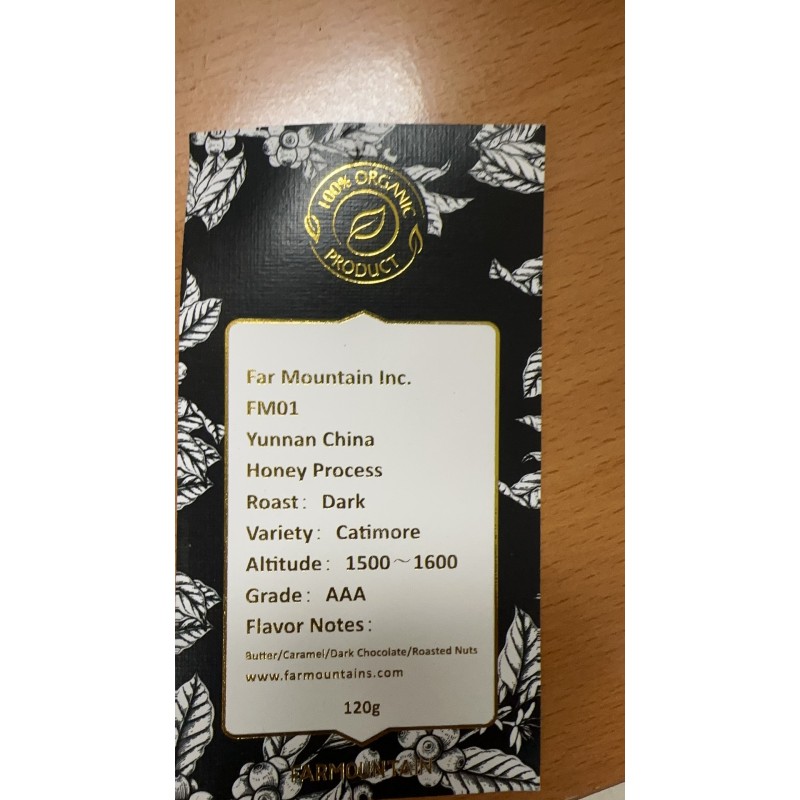 100% ORGANIC
PRODUCT
Far Mountain Inc.
FM01
Yunnan China
Honey Process
Roast： Dark
Variety： Catimore
Altitude： 1500～1600
Grade： AAA
Flavor Notes：
Butter/Caramel/Dark Chocolate/Roasted Nuts
www.farmountains.com
120g
FARMOUNTAIN